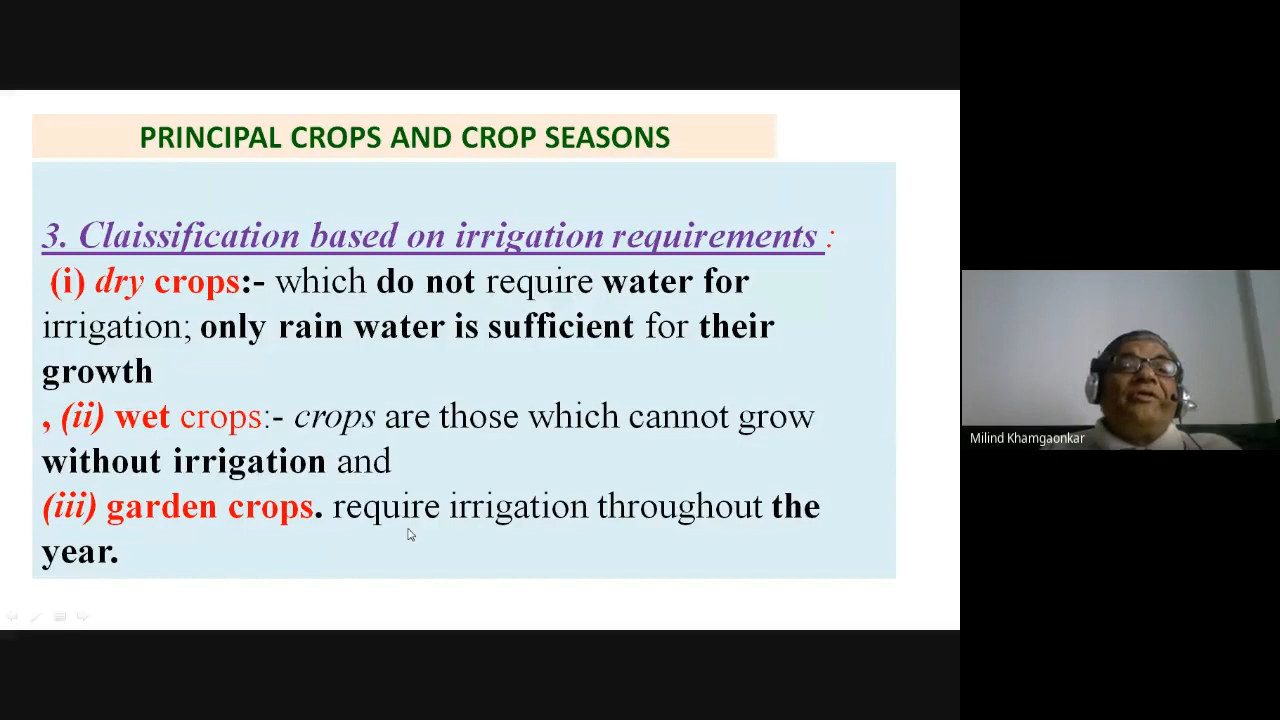 PRINCIPAL CROPS AND CROP SEASONS
3. Claissification based on irrigation requirements :
(i) dry crops:- which do not require water for
irrigation; only rain water is sufficient for their
growth
, (ii) wet crops:- crops are those which cannot grow
without irrigation and
(iii) garden crops. require irrigation throughout the
year.
Milind Khamgaonkar